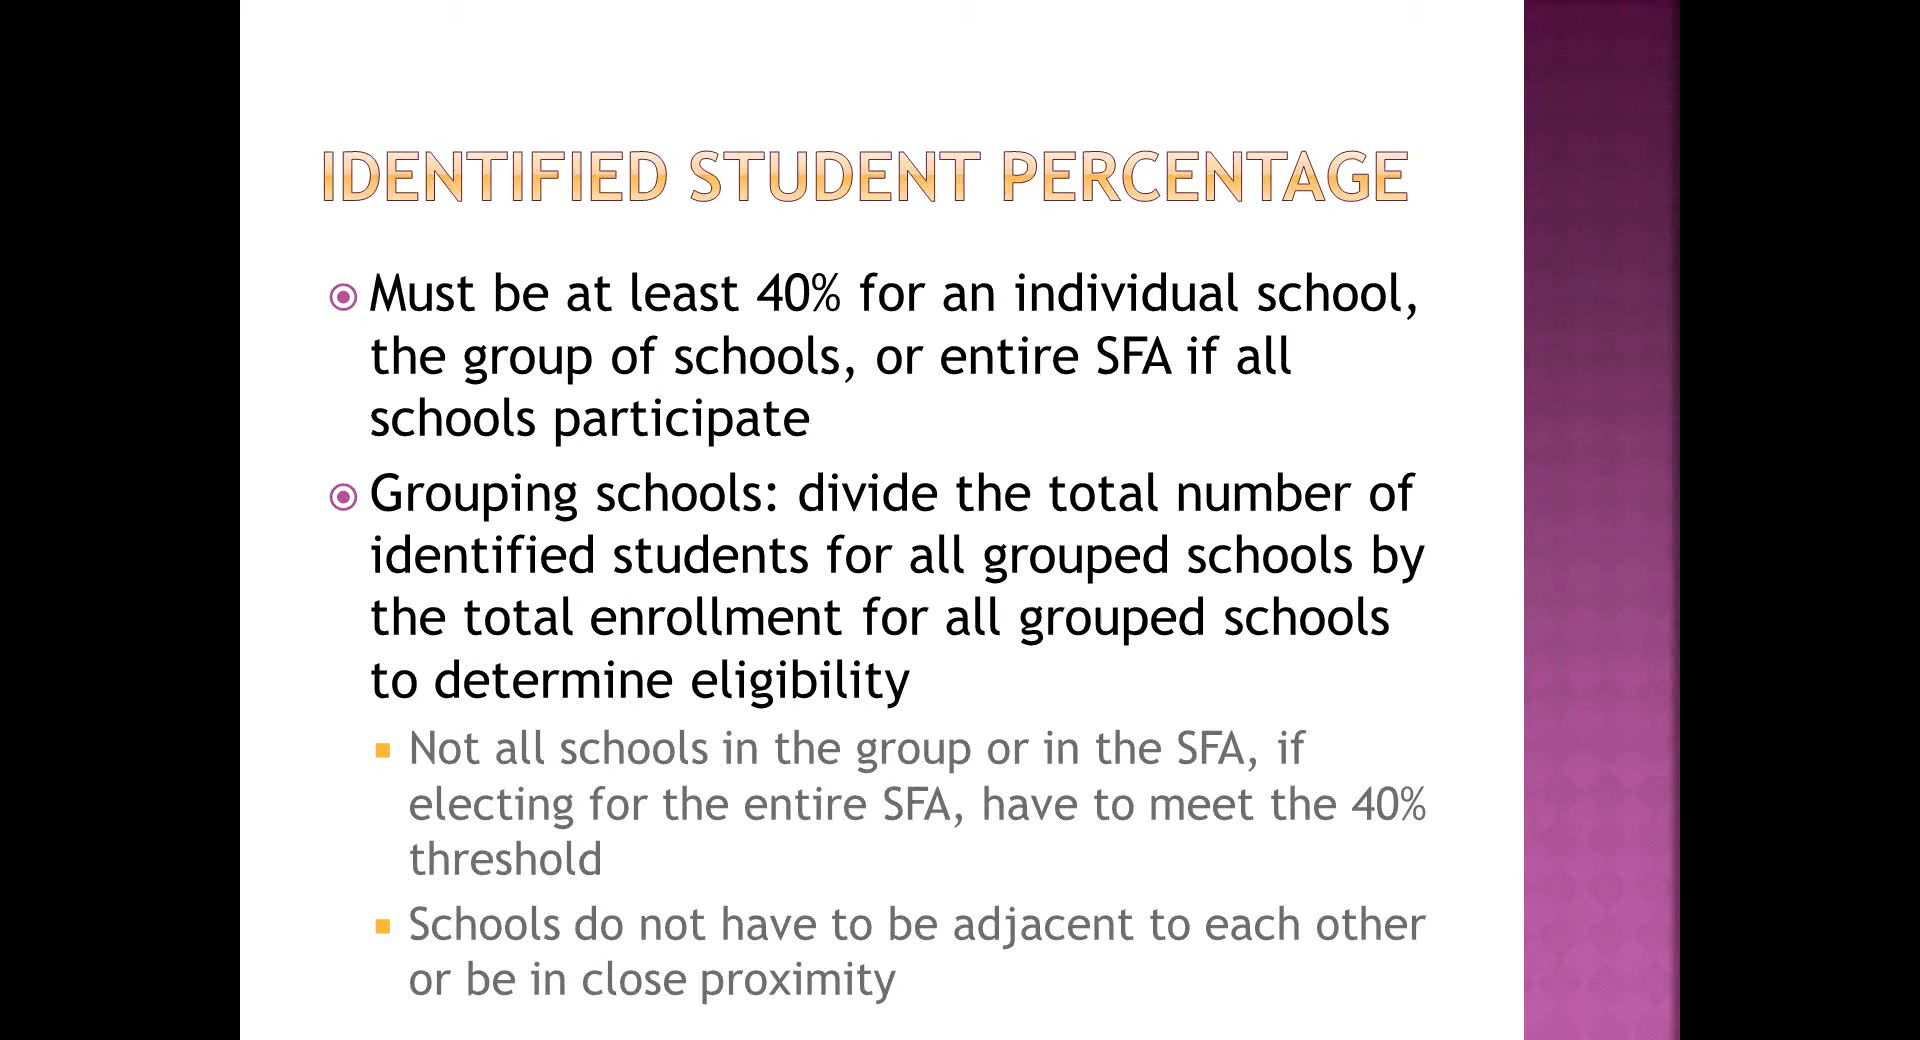 IDENTIFIED STUDENT PERCENTAGE
Must be at least 40% for an individual school,
the group of schools, or entire SFA if all
schools participate
Grouping schools: divide the total number of
identified students for all grouped schools by
the total enrollment for all grouped schools
to determine eligibility
Not all schools in the group or in the SFA, if
electing for the entire SFA, have to meet the 40%
threshold
Schools do not have to be adjacent to each other
or be in close proximity